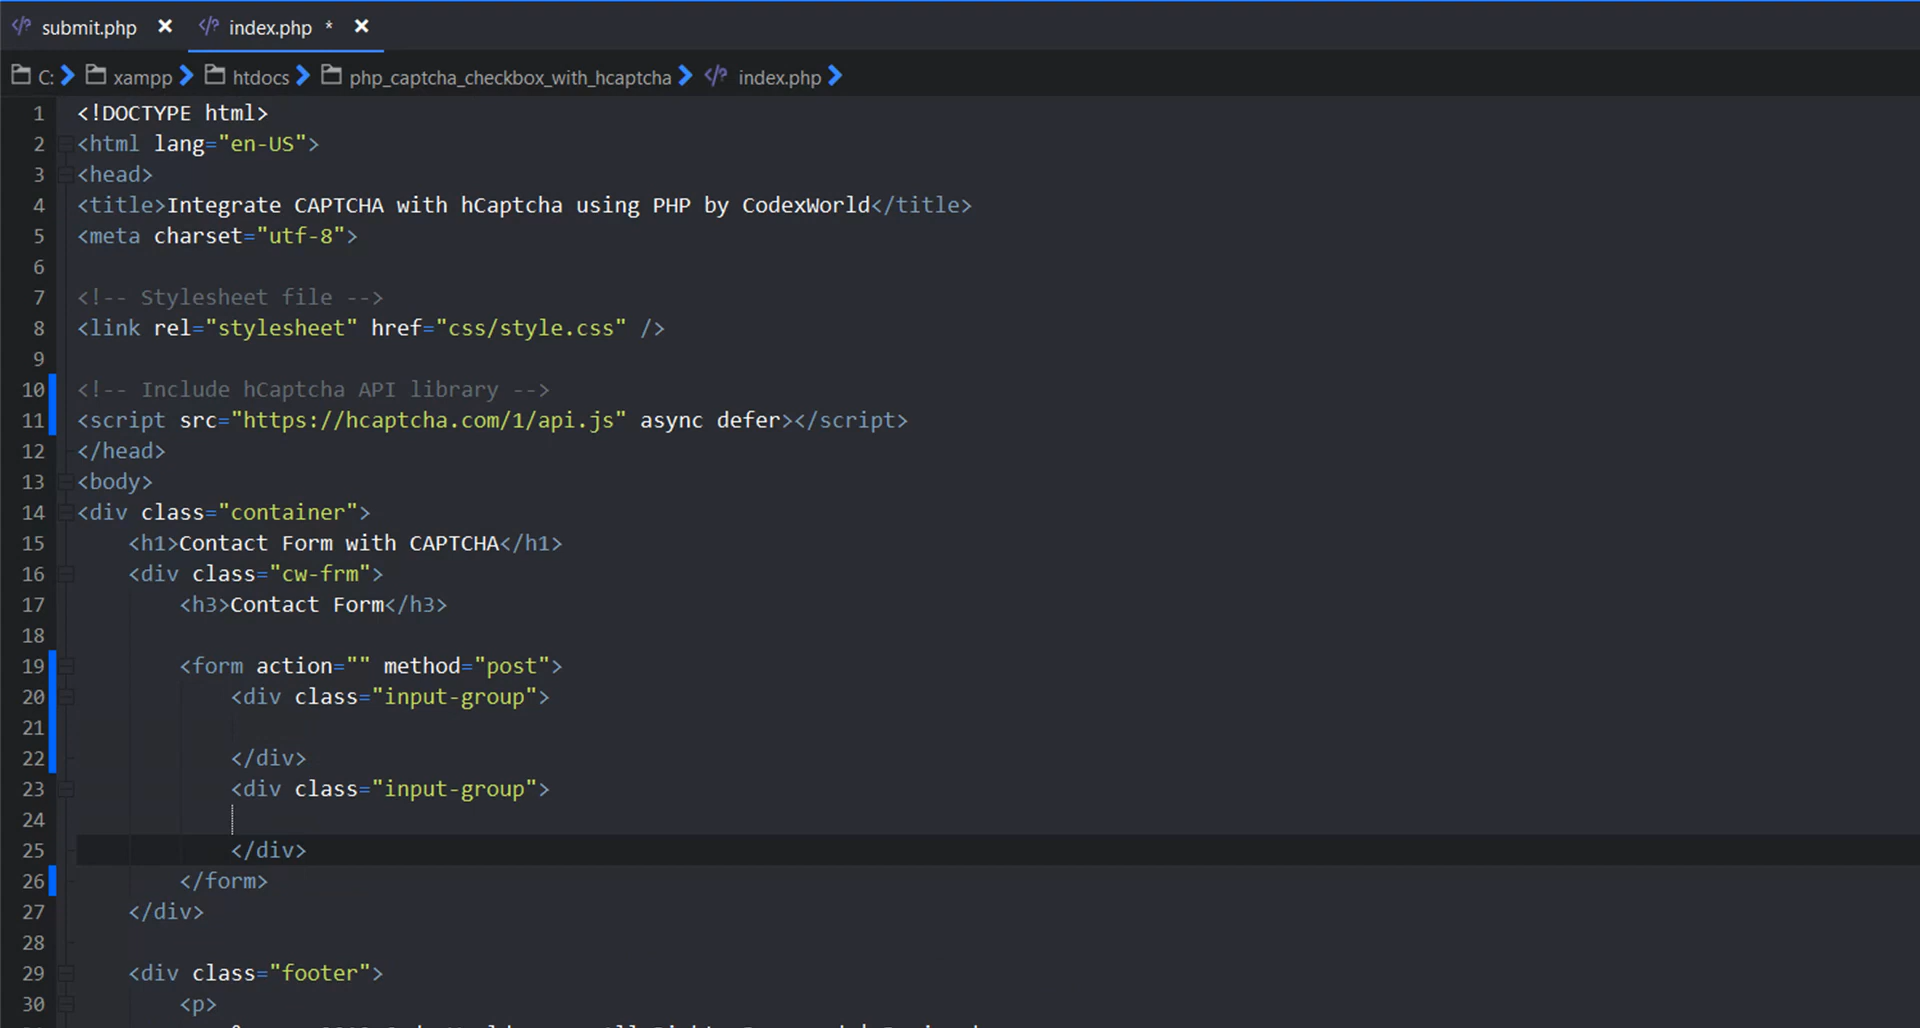 submit.php ✕ index.php * ✕
C: xampp htdocs php_captcha_checkbox_with_hcaptcha index.php
1 <!DOCTYPE html>
2 <html lang="en-US">
3 <head>
4 <title>Integrate CAPTCHA with hCaptcha using PHP by CodexWorld</title>
5 <meta charset="utf-8">
6
7 <!-- Stylesheet file -->
8 <link rel="stylesheet" href="css/style.css" />
9
10 <!-- Include hCaptcha API library -->
11 <script src="https://hcaptcha.com/1/api.js" async defer></script>
12 </head>
13 <body>
14 <div class="container">
15 <h1>Contact Form with CAPTCHA</h1>
16 <div class="cw-frm">
17 <h3>Contact Form</h3>
18
19 <form action="" method="post">
20 <div class="input-group">
21
22 </div>
23 <div class="input-group">
24
25 </div>
26 </form>
27 </div>
28
29 <div class="footer">
30 <p>